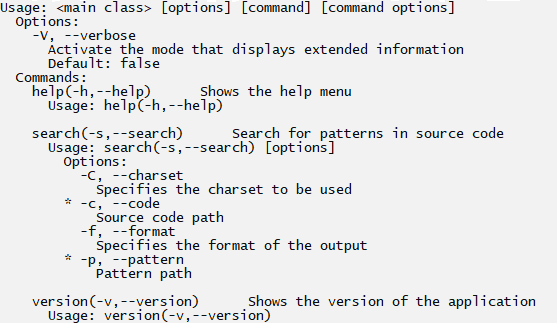 Usage: <main class> [options] [command] [command options]
  Options:
    -V, --verbose
      Activate the mode that displays extended information
      Default: false
  Commands:
    help(-h,--help)      Shows the help menu
      Usage: help(-h,--help)

    search(-s,--search)      Search for patterns in source code
      Usage: search(-s,--search) [options]
        Options:
          -C, --charset
            Specifies the charset to be used
        * -c, --code
            Source code path
          -f, --format
            Specifies the format of the output
        * -p, --pattern
            Pattern path

    version(-v,--version)      Shows the version of the application
      Usage: version(-v,--version)